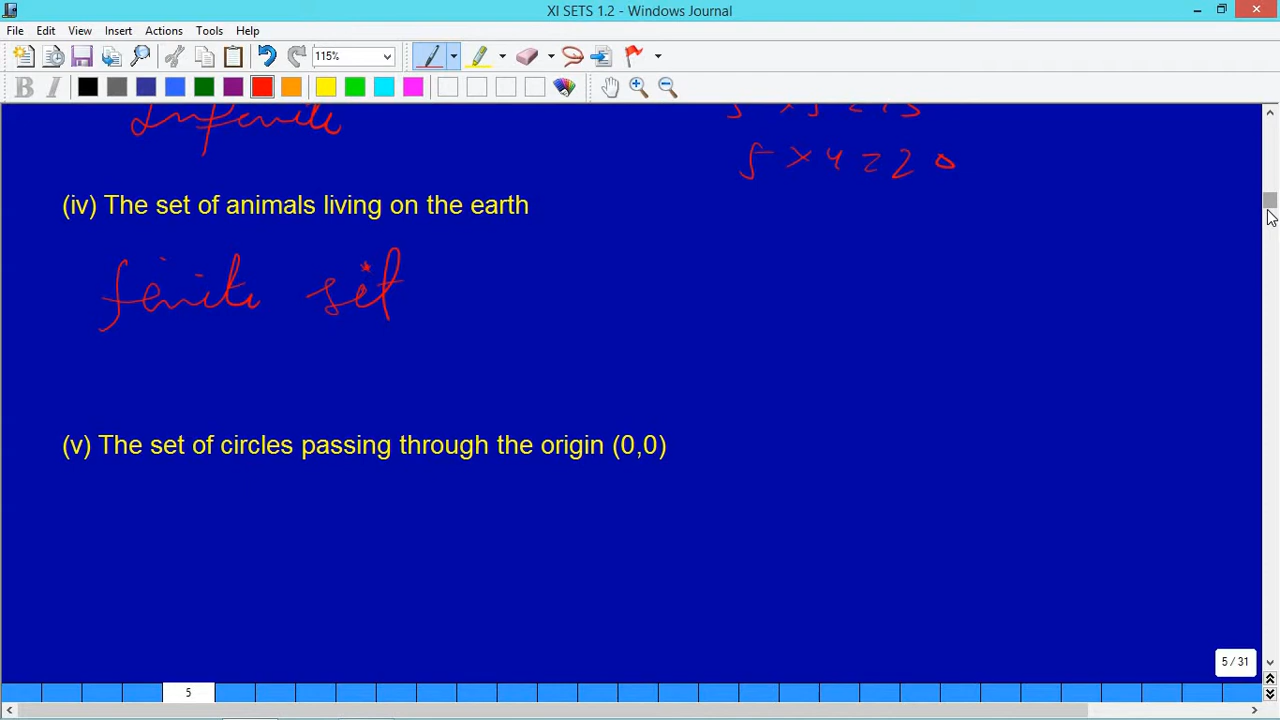 XI SETS 1.2 - Windows Journal
File Edit View Insert Actions Tools Help
115%
B I
Infinite
5 × 4 = 20
(iv) The set of animals living on the earth
finite set
(v) The set of circles passing through the origin (0,0)
5 / 31
5